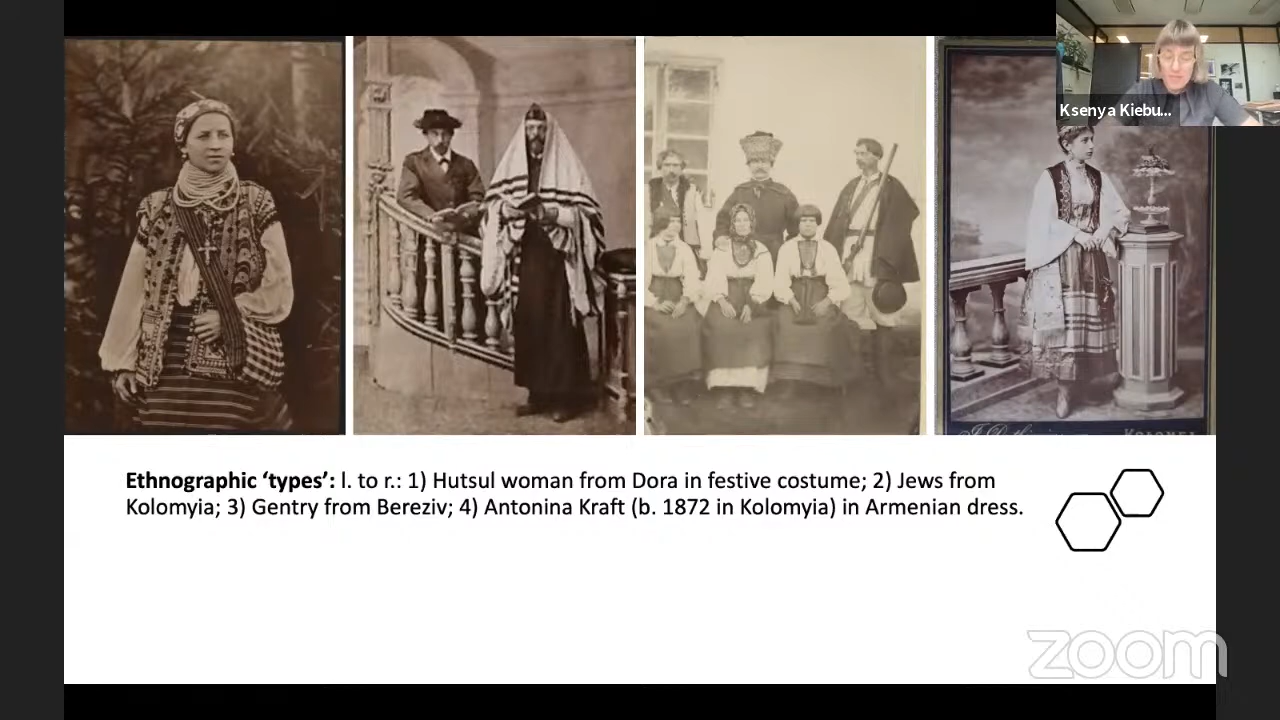 Ksenya Kiebu...
KOLOMEA
Ethnographic ‘types’: l. to r.: 1) Hutsul woman from Dora in festive costume; 2) Jews from
Kolomyia; 3) Gentry from Bereziv; 4) Antonina Kraft (b. 1872 in Kolomyia) in Armenian dress.
zoom